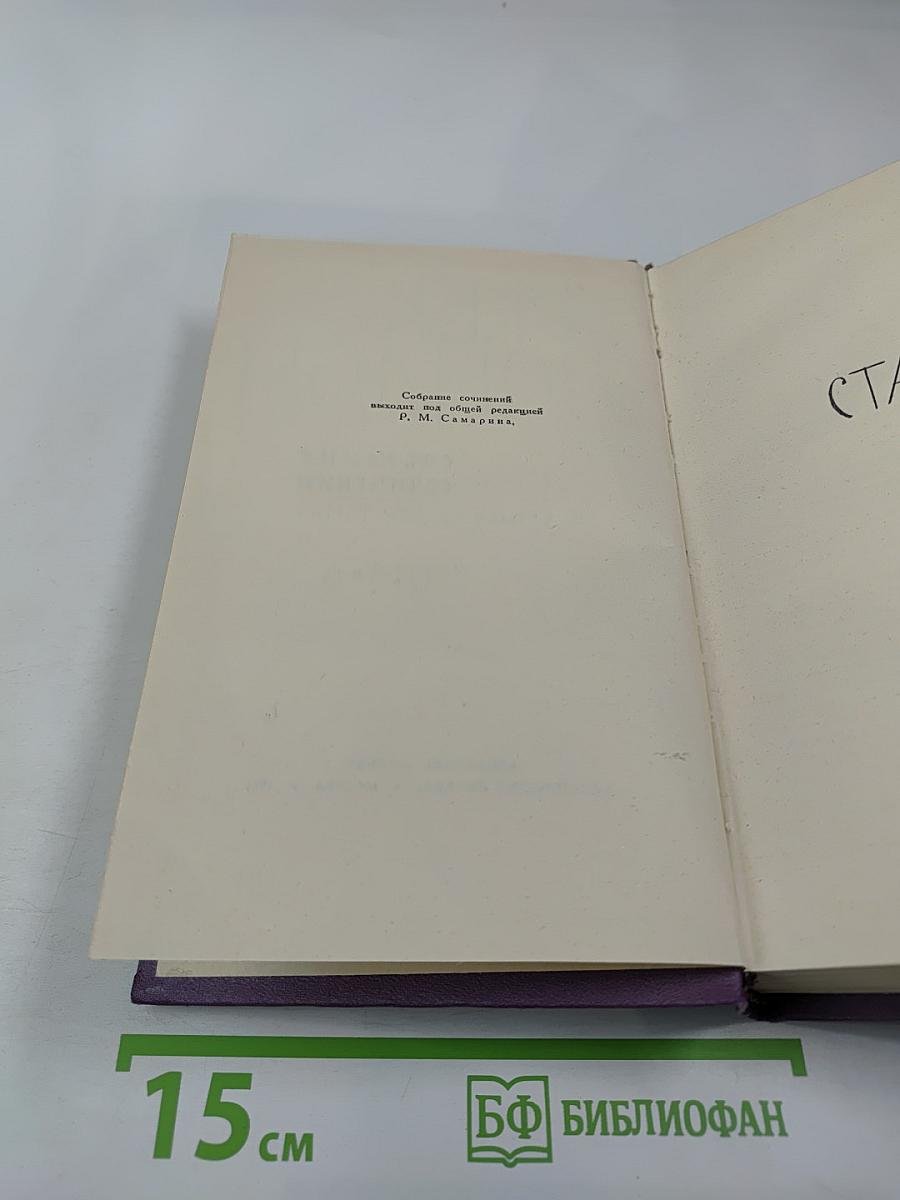 Собрание сочинений
выходит под общей редакцией
Р. М. Самарина.
СТА
15 см
БФ БИБЛИОФАН